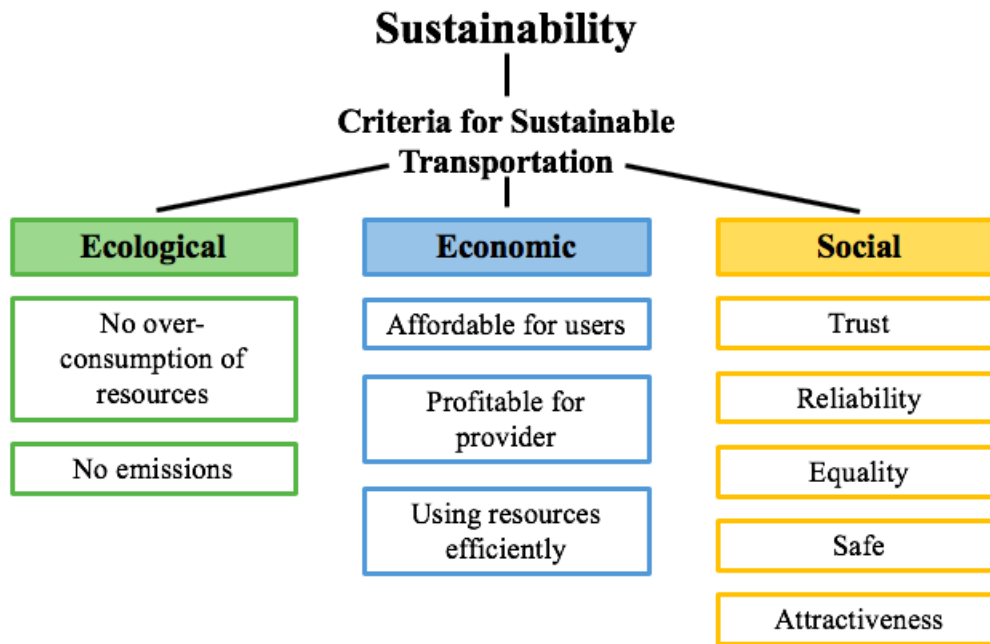 Sustainability
Criteria for Sustainable
Transportation
Ecological
No over-
consumption of
resources
No emissions
Economic
Affordable for users
Profitable for
provider
Using resources
efficiently
Social
Trust
Reliability
Equality
Safe
Attractiveness